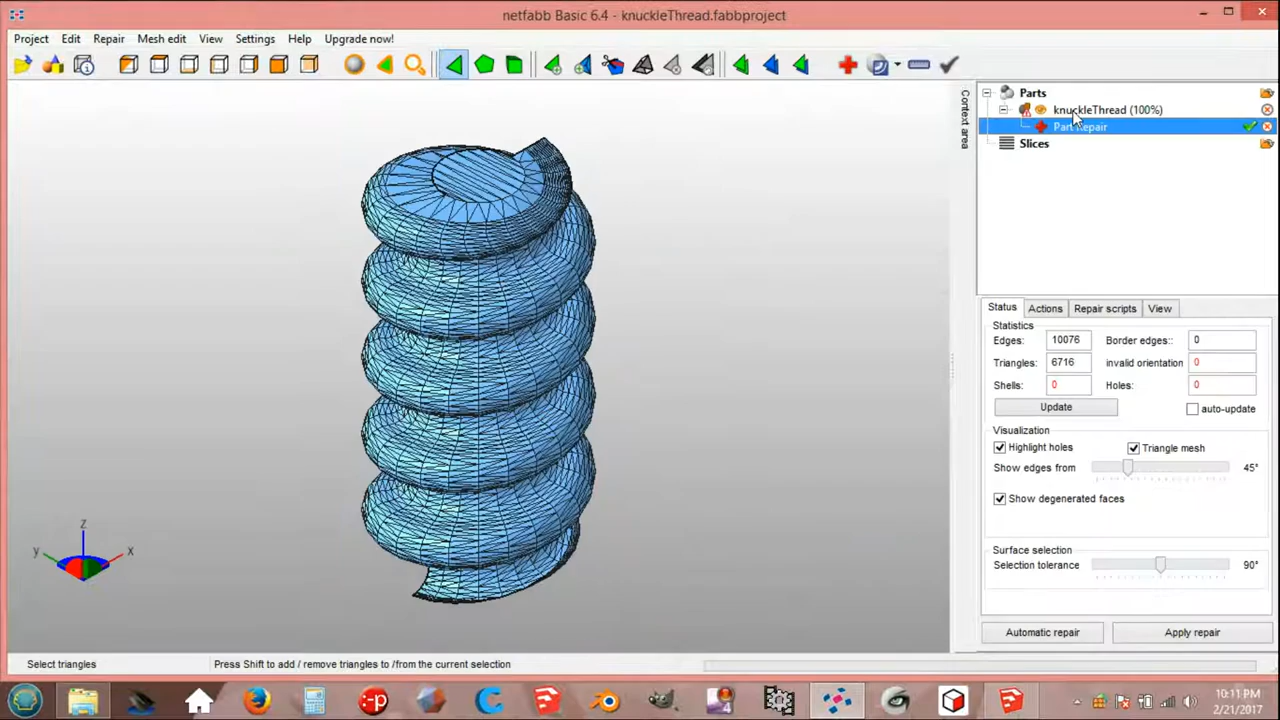 netfabb Basic 6.4 - knuckleThread.fabbproject
Project Edit Repair Mesh edit View Settings Help Upgrade now!
Context area
Parts
knuckleThread (100%)
Part Repair
Slices
Status Actions Repair scripts View
Statistics
Edges: 10076 Border edges:: 0
Triangles: 6716 invalid orientation 0
Shells: 0 Holes: 0
Update auto-update
Visualization
Highlight holes Triangle mesh
Show edges from 45°
Show degenerated faces
Surface selection
Selection tolerance 90°
Automatic repair Apply repair
z
y x
Select triangles Press Shift to add / remove triangles to /from the current selection
:p 4
10:11 PM
2/21/2017